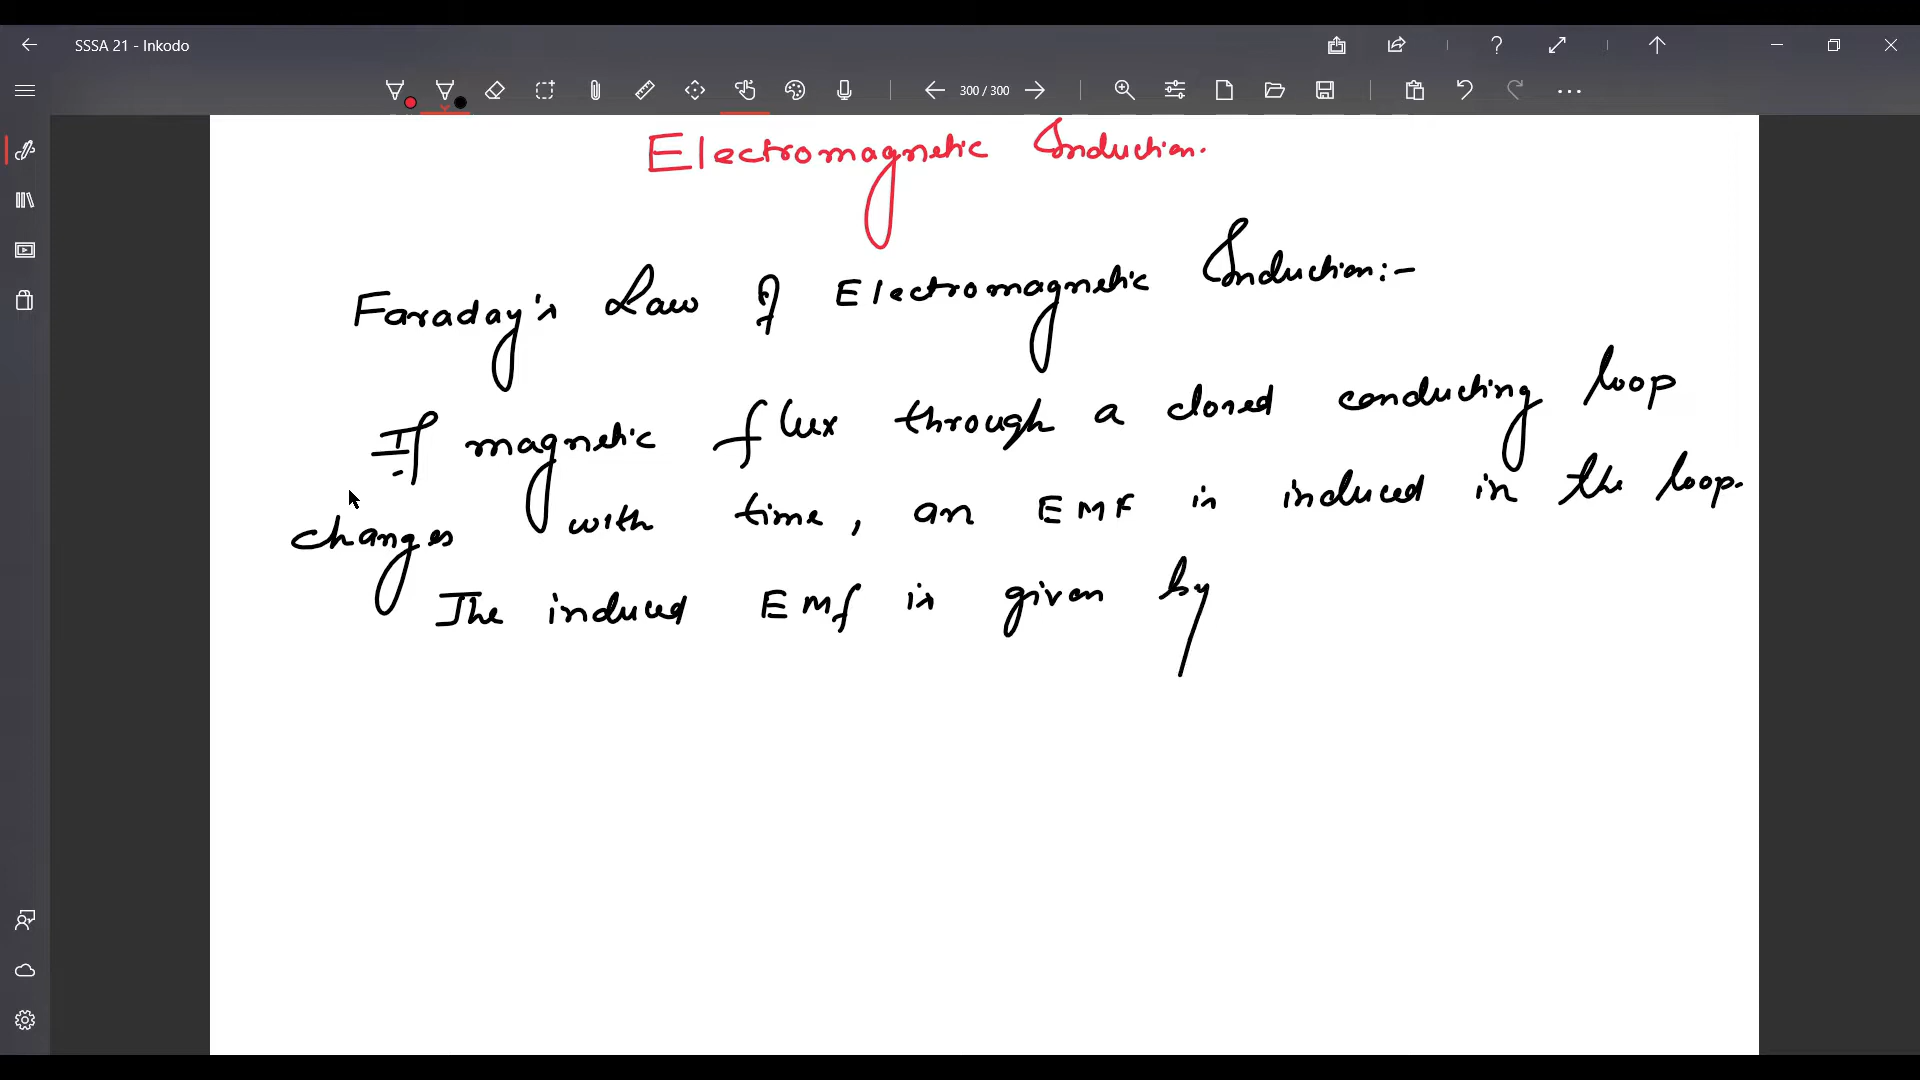 SSSA 21 - Inkodo
300 / 300
Electromagnetic Induction.
Faraday's Law of Electromagnetic Induction:-
If magnetic flux through a closed conducting loop
changes with time, an EMF is induced in the loop.
The induced EMf is given by